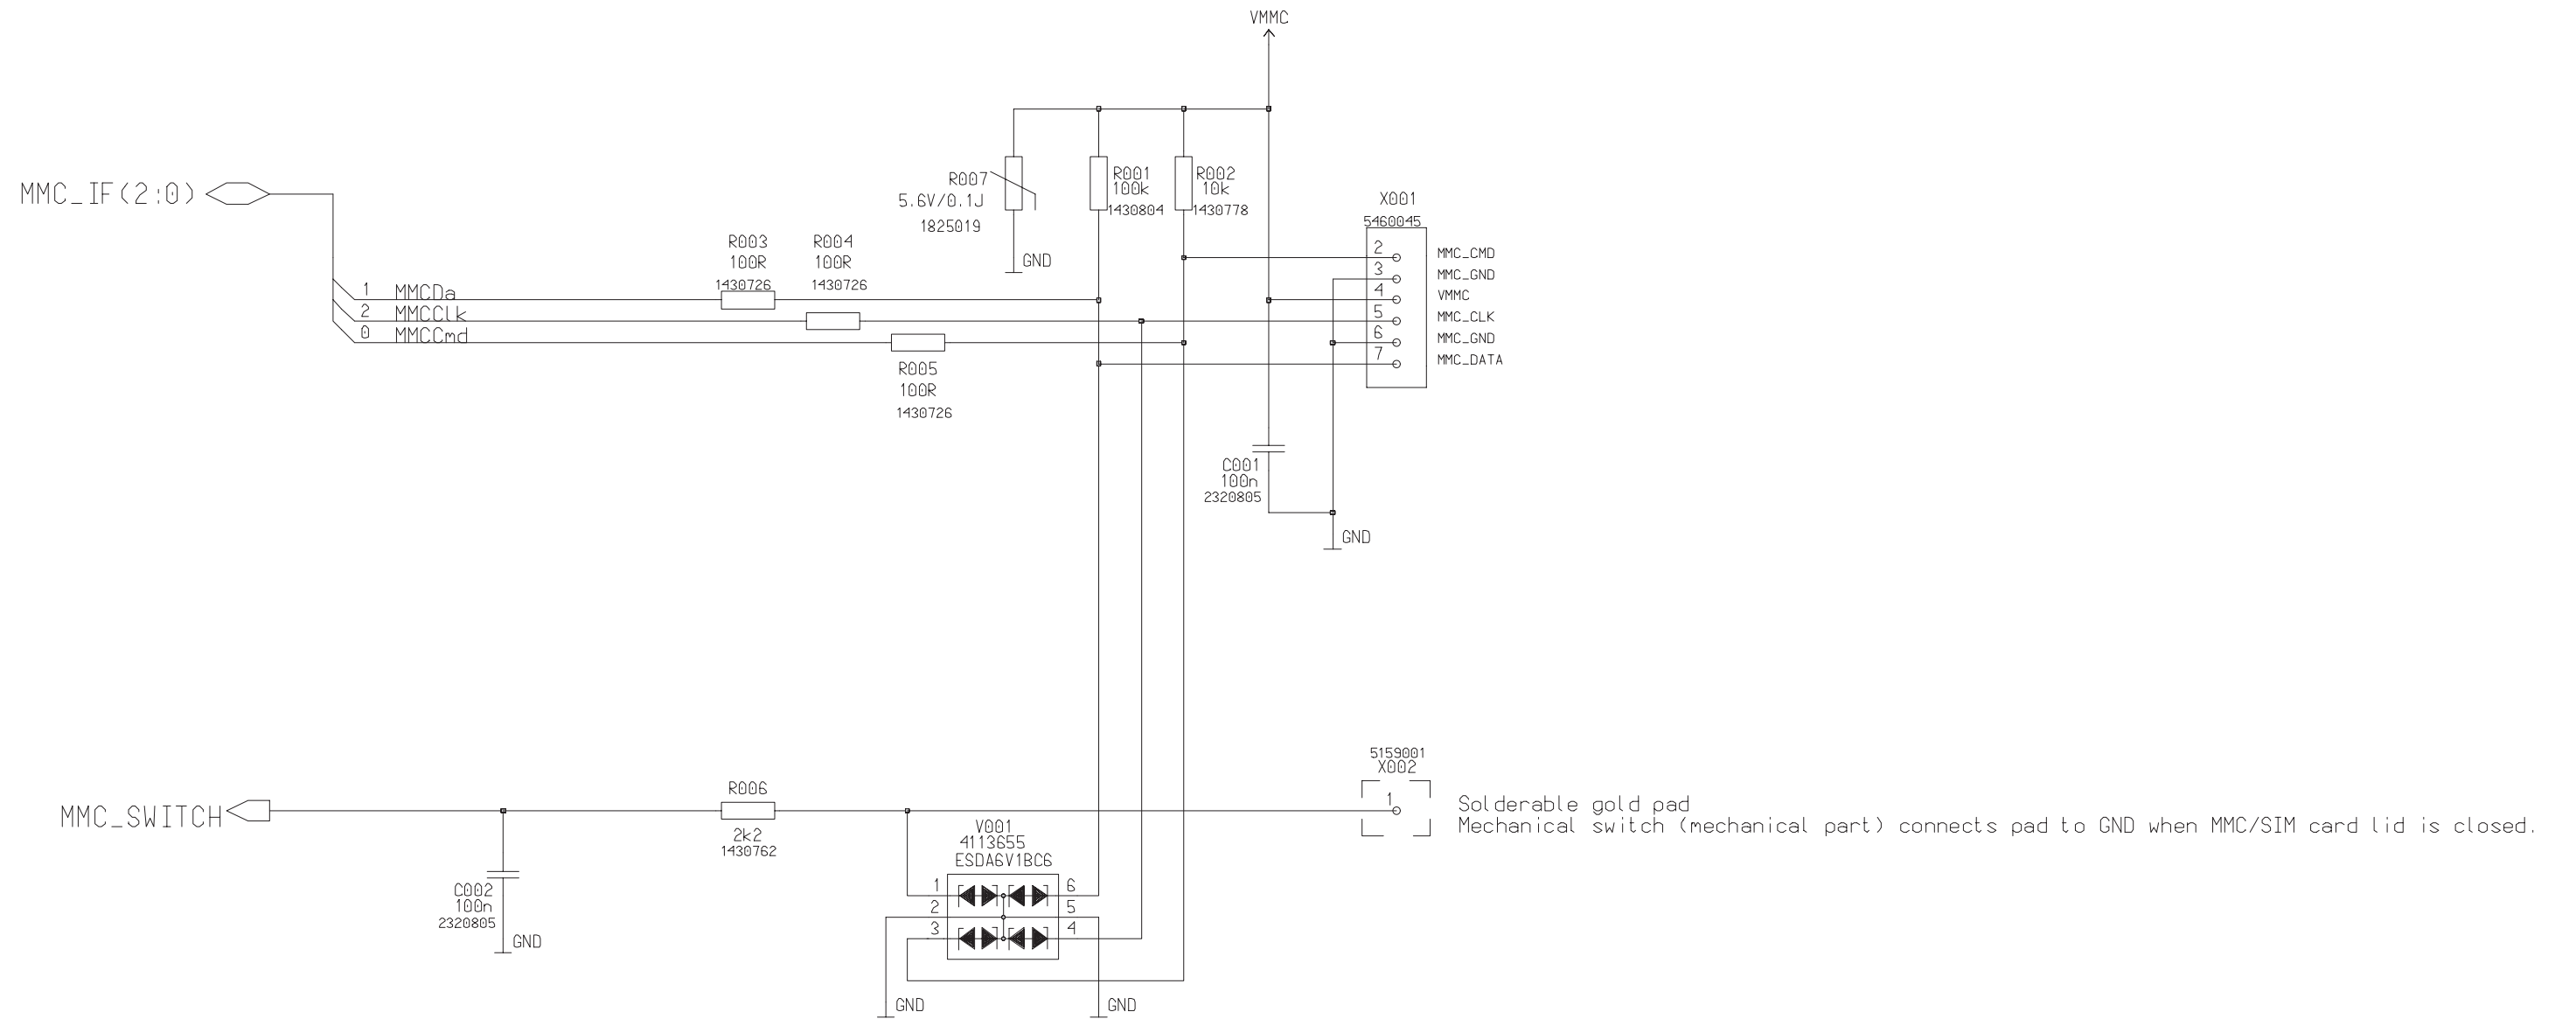 VMMC
MMC_IF(2:0)
R007
5.6V/0.1J
1825019
GND
R001
100k
1430804
R002
10k
1430778
X001
5460045
2 MMC_CMD
3 MMC_GND
4 VMMC
5 MMC_CLK
6 MMC_GND
7 MMC_DATA
R003
100R
1430726
R004
100R
1430726
1 MMCDa
2 MMCClk
0 MMCCmd
R005
100R
1430726
C001
100n
2320805
GND
MMC_SWITCH
R006
2k2
1430762
C002
100n
2320805
GND
V001
4113655
ESDA6V1BC6
1 6
2 5
3 4
GND
GND
5159001
X002
1
Solderable gold pad
Mechanical switch (mechanical part) connects pad to GND when MMC/SIM card lid is closed.